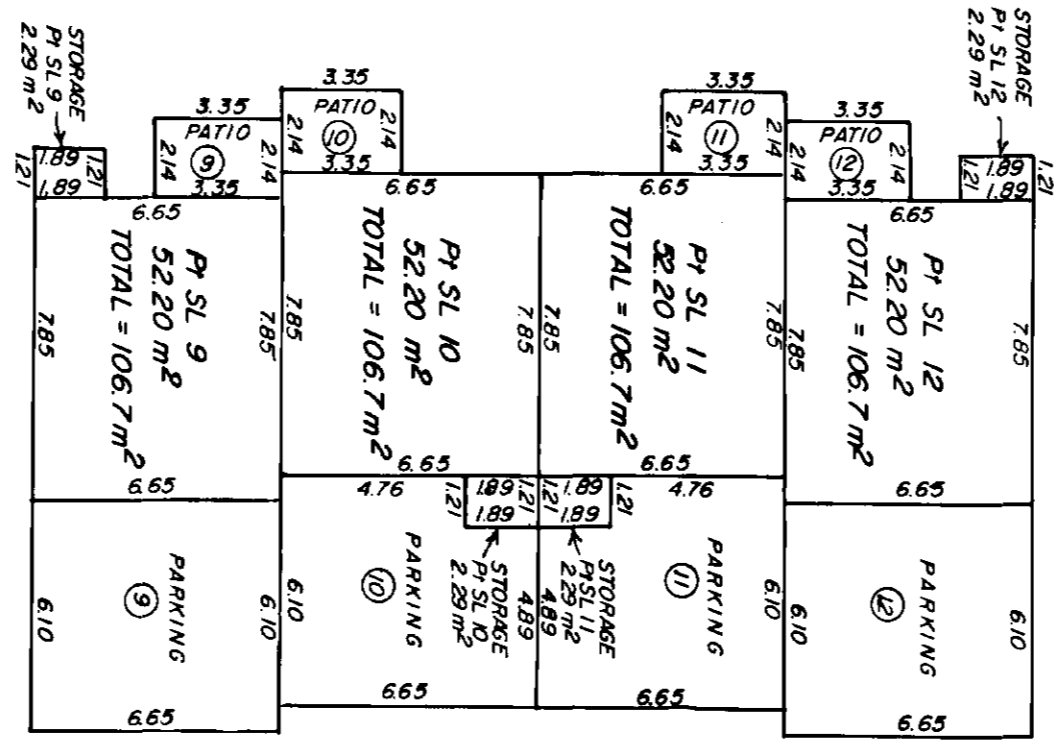 STORAGE
Pt SL 9
2.29 m2
1.21
1.89
1.21
1.89
3.35
PATIO
9
2.14
2.14
3.35
3.35
PATIO
10
2.14
3.35
3.35
PATIO
11
2.14
2.14
3.35
3.35
PATIO
12
2.14
2.14
3.35
STORAGE
Pt SL 12
2.29 m2
1.21
1.89
1.89
1.21
6.65
Pt SL 9
52.20 m2
TOTAL = 106.7 m2
7.85
7.85
6.65
6.65
Pt SL 10
52.20 m2
TOTAL = 106.7 m2
7.85
7.85
6.65
6.65
Pt SL 11
52.20 m2
TOTAL = 106.7 m2
7.85
7.85
6.65
6.65
Pt SL 12
52.20 m2
TOTAL = 106.7 m2
7.85
7.85
6.65
PARKING
9
6.10
6.10
6.65
4.76
1.21
1.89
1.89
1.21
PARKING
10
6.10
STORAGE
Pt SL 10
2.29 m2
4.89
6.65
1.21
1.89
1.89
1.21
4.76
STORAGE
Pt SL 11
2.29 m2
4.89
PARKING
11
6.10
6.65
PARKING
12
6.10
6.10
6.65